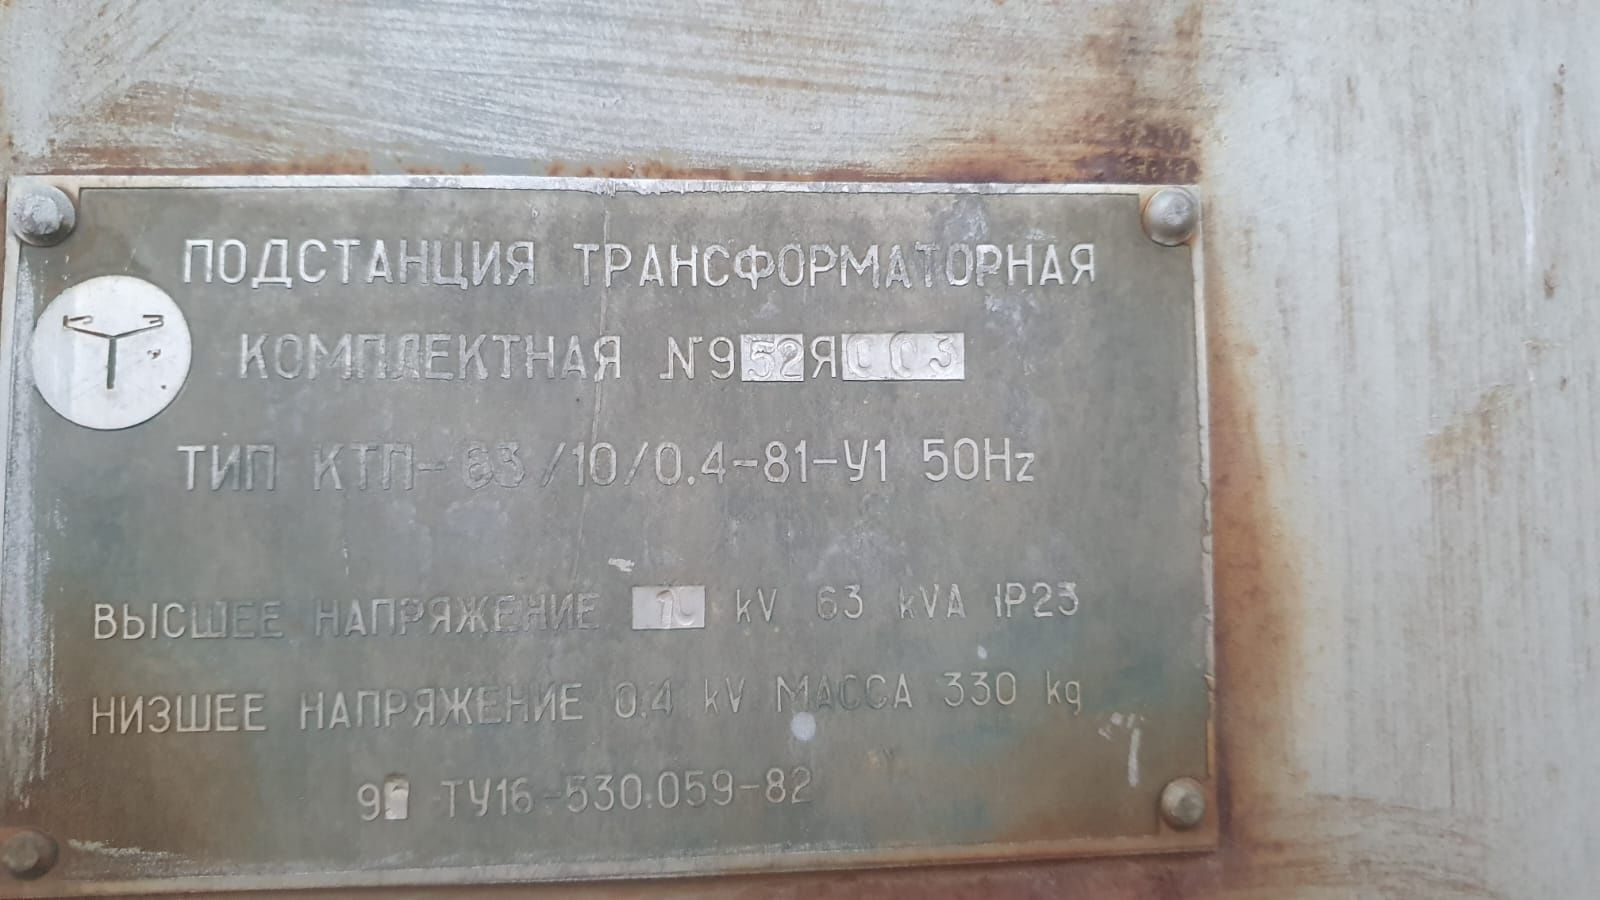 ПОДСТАНЦИЯ ТРАНСФОРМАТОРНАЯ
КОМПЛЕКТНАЯ №952Я003
ТИП КТП-63/10/0.4-81-У1 50Hz
ВЫСШЕЕ НАПРЯЖЕНИЕ 10 kV 63 kVA IP23
НИЗШЕЕ НАПРЯЖЕНИЕ 0.4 kV МАССА 330 kg
ТУ16-530.059-82